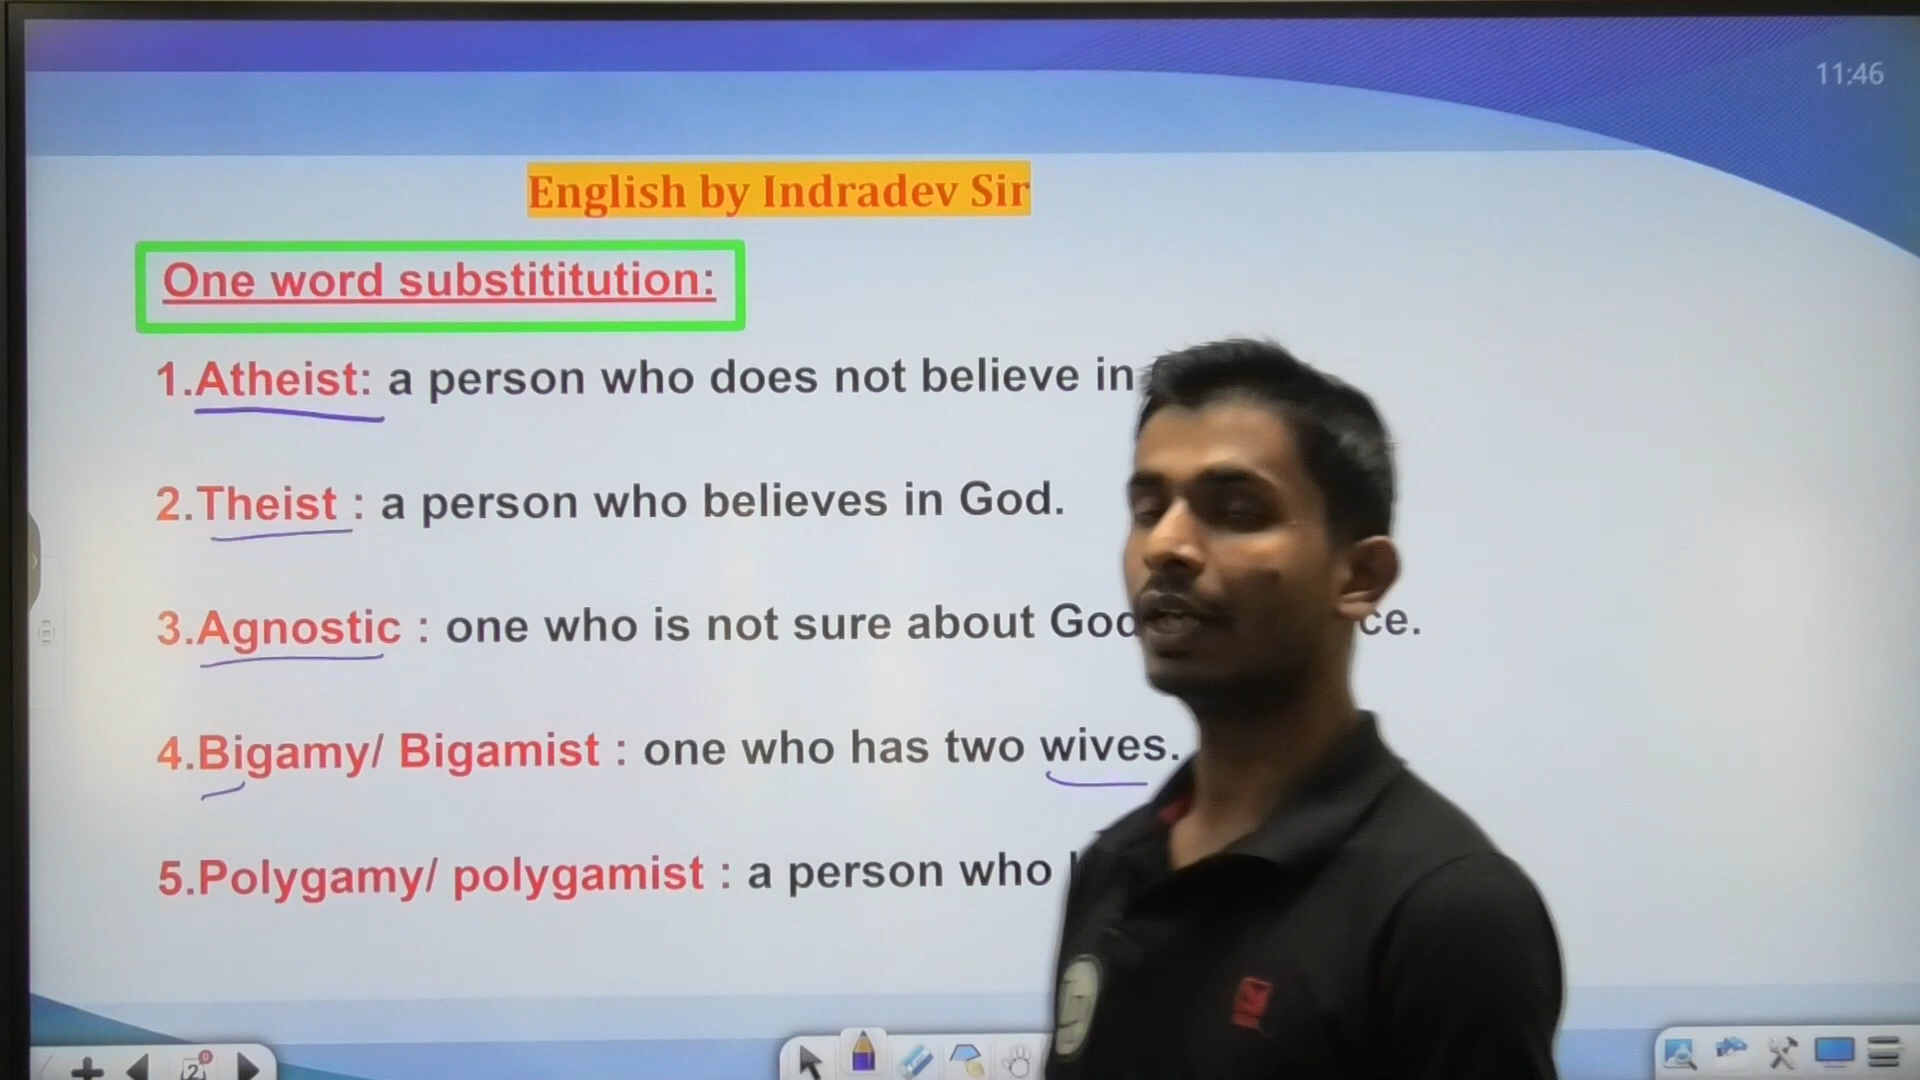 11:46
English by Indradev Sir
One word substititution:
1.Atheist: a person who does not believe in
2.Theist : a person who believes in God.
3.Agnostic : one who is not sure about God ce.
4.Bigamy/ Bigamist : one who has two wives.
5.Polygamy/ polygamist : a person who
2